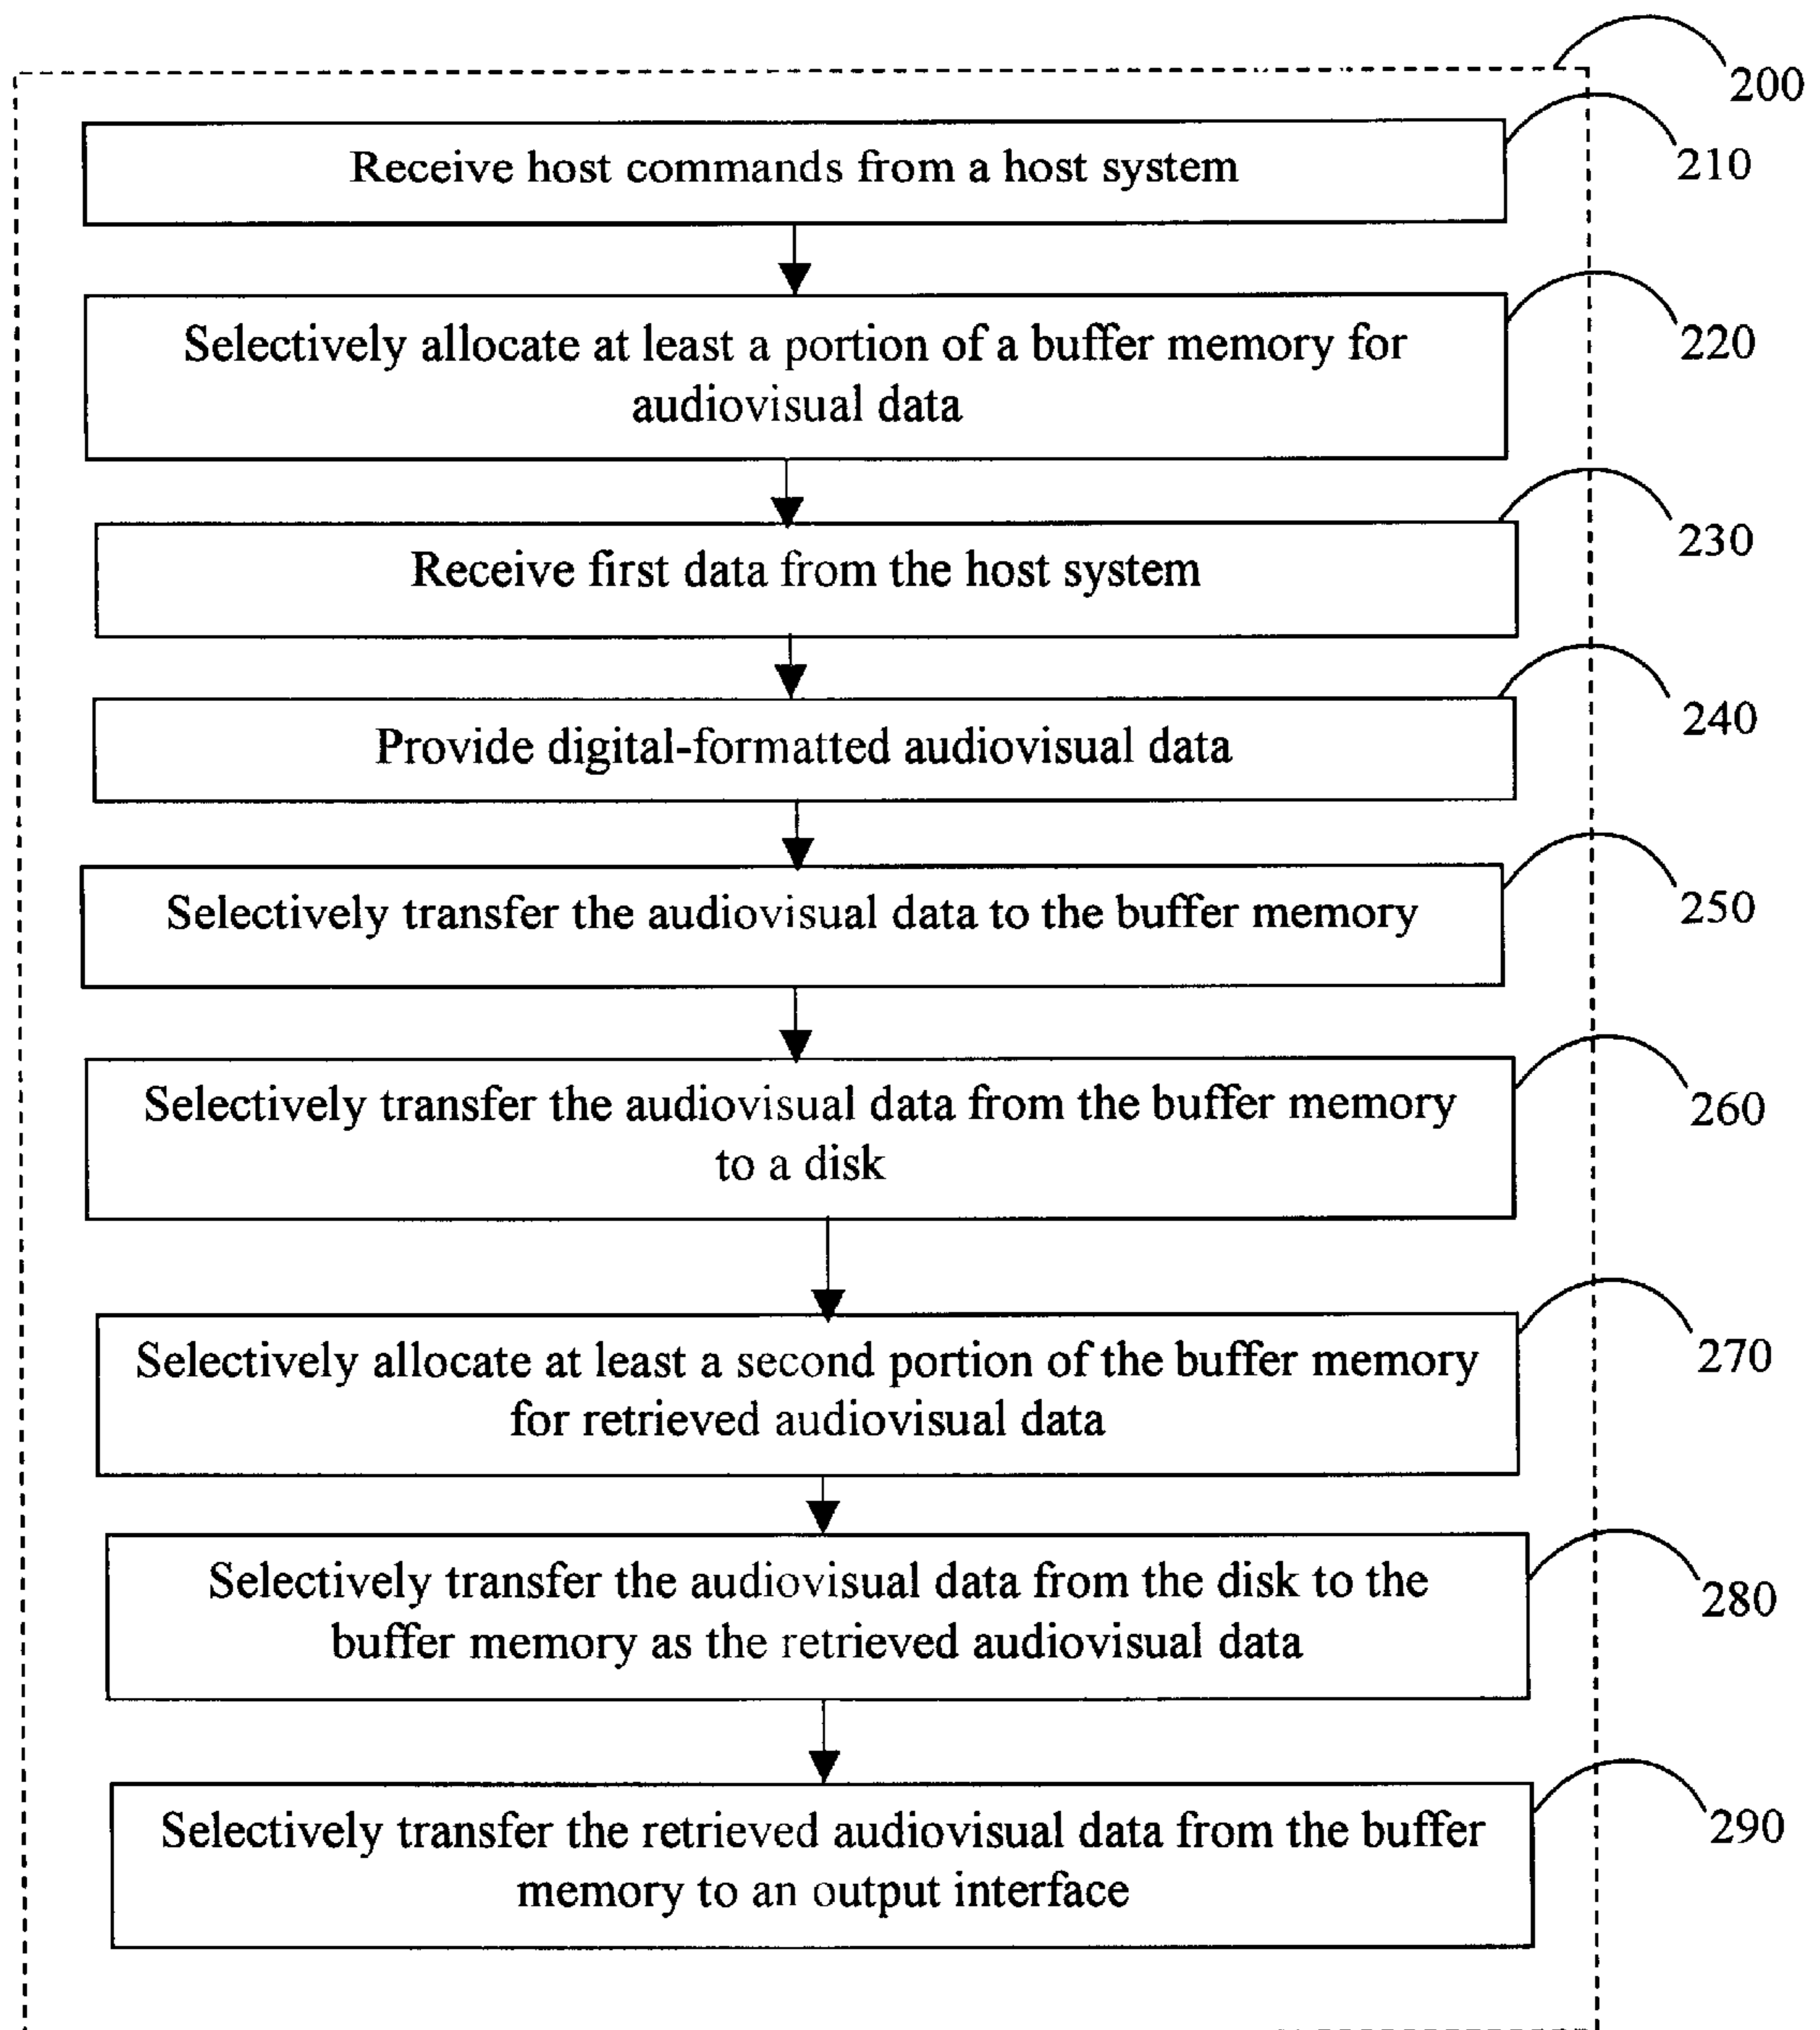 200
Receive host commands from a host system
210
Selectively allocate at least a portion of a buffer memory for
audiovisual data
220
Receive first data from the host system
230
Provide digital-formatted audiovisual data
240
Selectively transfer the audiovisual data to the buffer memory
250
Selectively transfer the audiovisual data from the buffer memory
to a disk
260
Selectively allocate at least a second portion of the buffer memory
for retrieved audiovisual data
270
Selectively transfer the audiovisual data from the disk to the
buffer memory as the retrieved audiovisual data
280
Selectively transfer the retrieved audiovisual data from the buffer
memory to an output interface
290